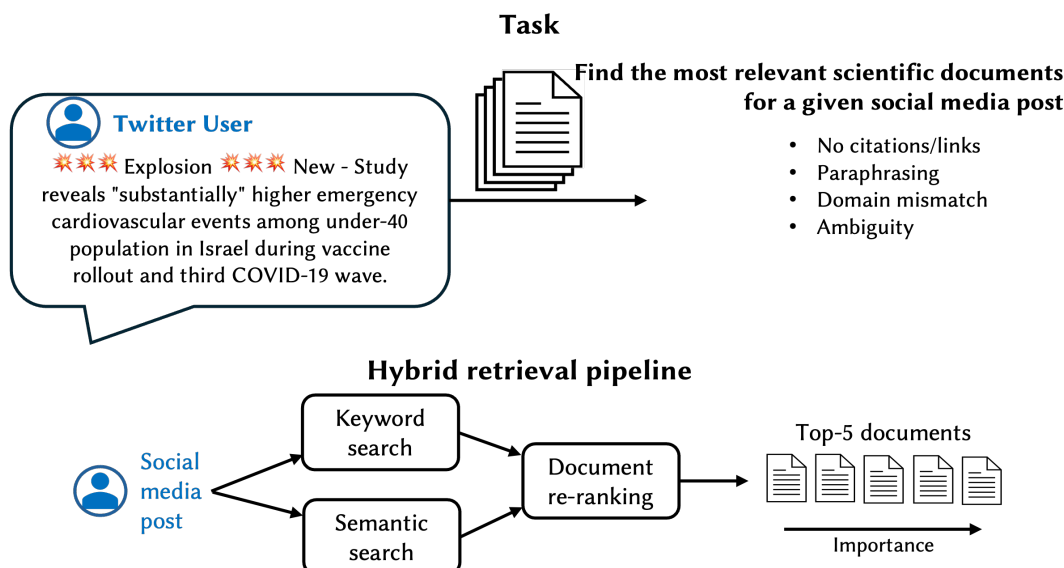 Task
Find the most relevant scientific documents
for a given social media post
Twitter User
💥💥💥 Explosion 💥💥💥 New - Study
reveals "substantially" higher emergency
cardiovascular events among under-40
population in Israel during vaccine
rollout and third COVID-19 wave.
• No citations/links
• Paraphrasing
• Domain mismatch
• Ambiguity
Hybrid retrieval pipeline
Social
media
post
Keyword
search
Semantic
search
Document
re-ranking
Top-5 documents
Importance